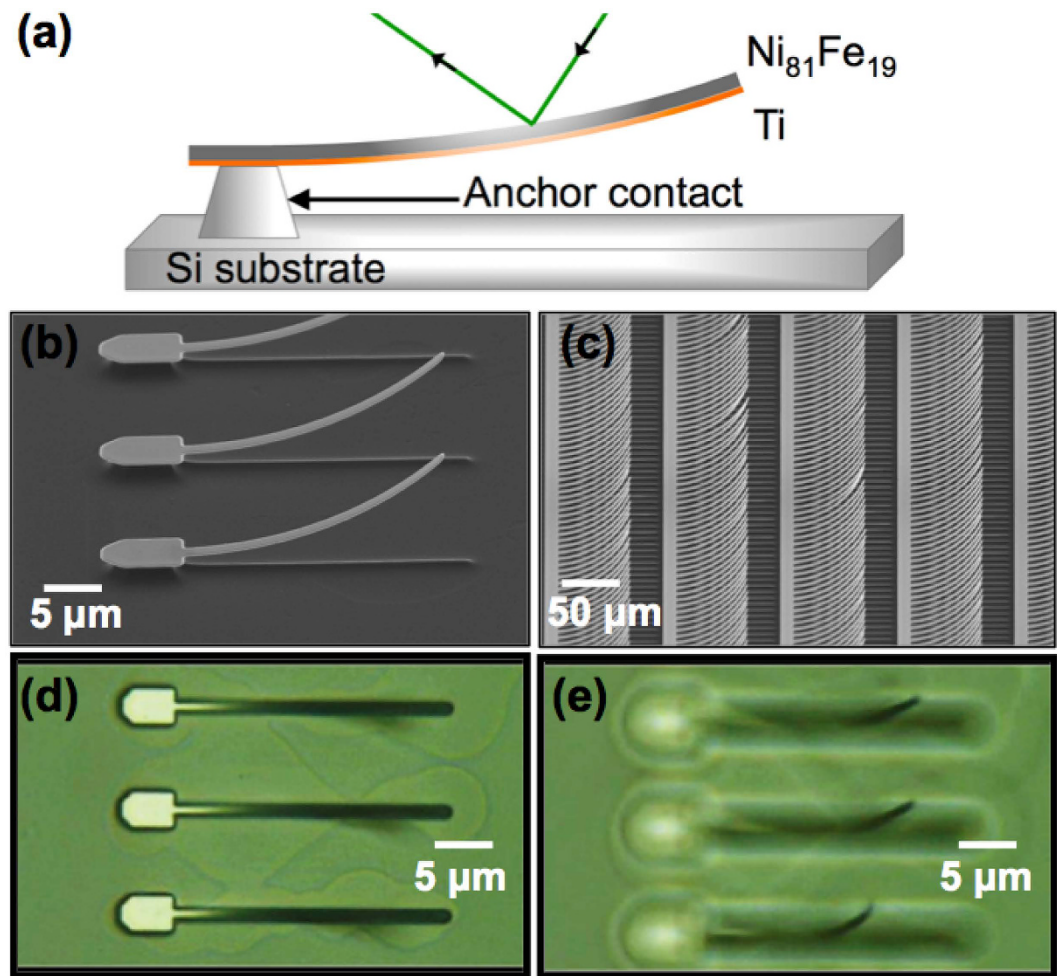 (a)
Ni81Fe19
Ti
Anchor contact
Si substrate
(b)
5 μm
(c)
50 μm
(d)
5 μm
(e)
5 μm